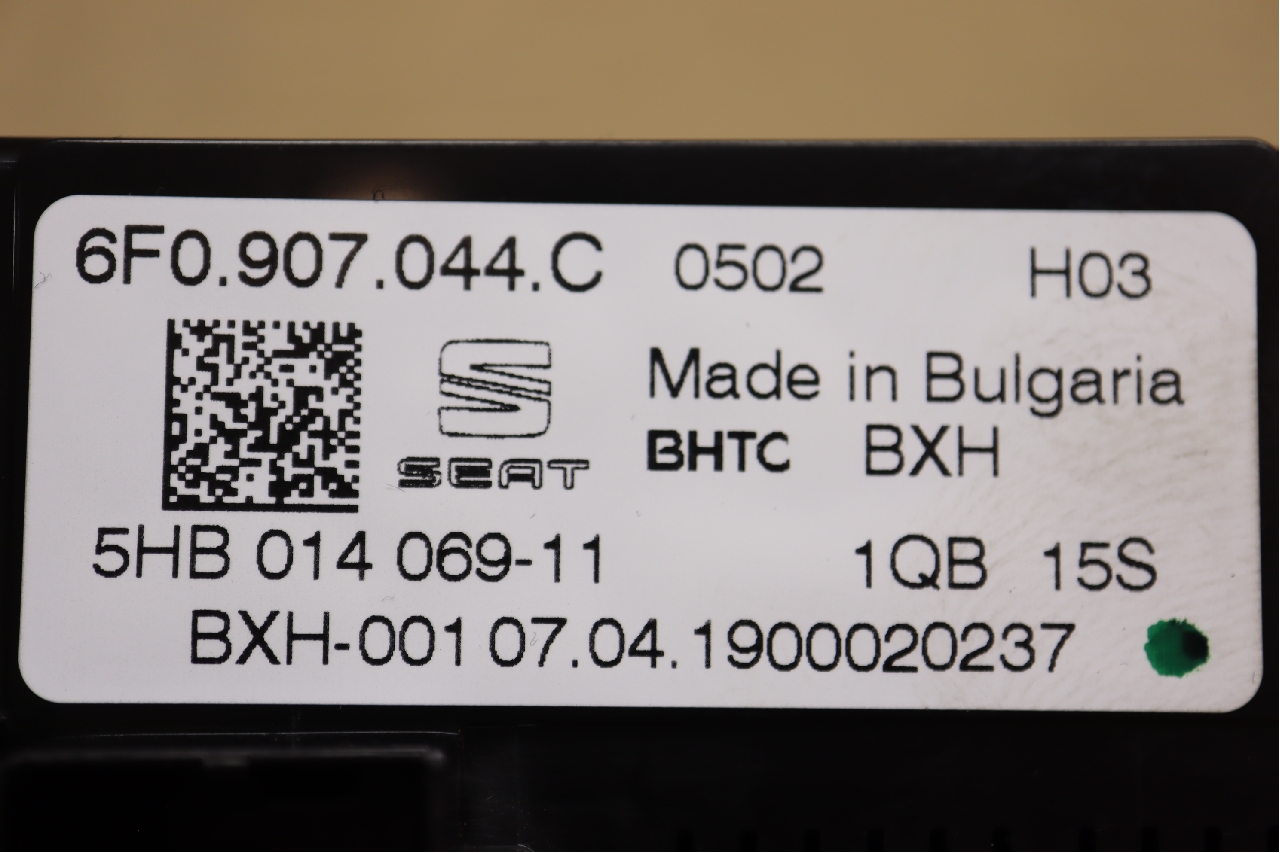 6F0.907.044.C 0502 H03
SEAT
Made in Bulgaria
BHTC BXH
5HB 014 069-11 1QB 15S
BXH-001 07.04.1900020237